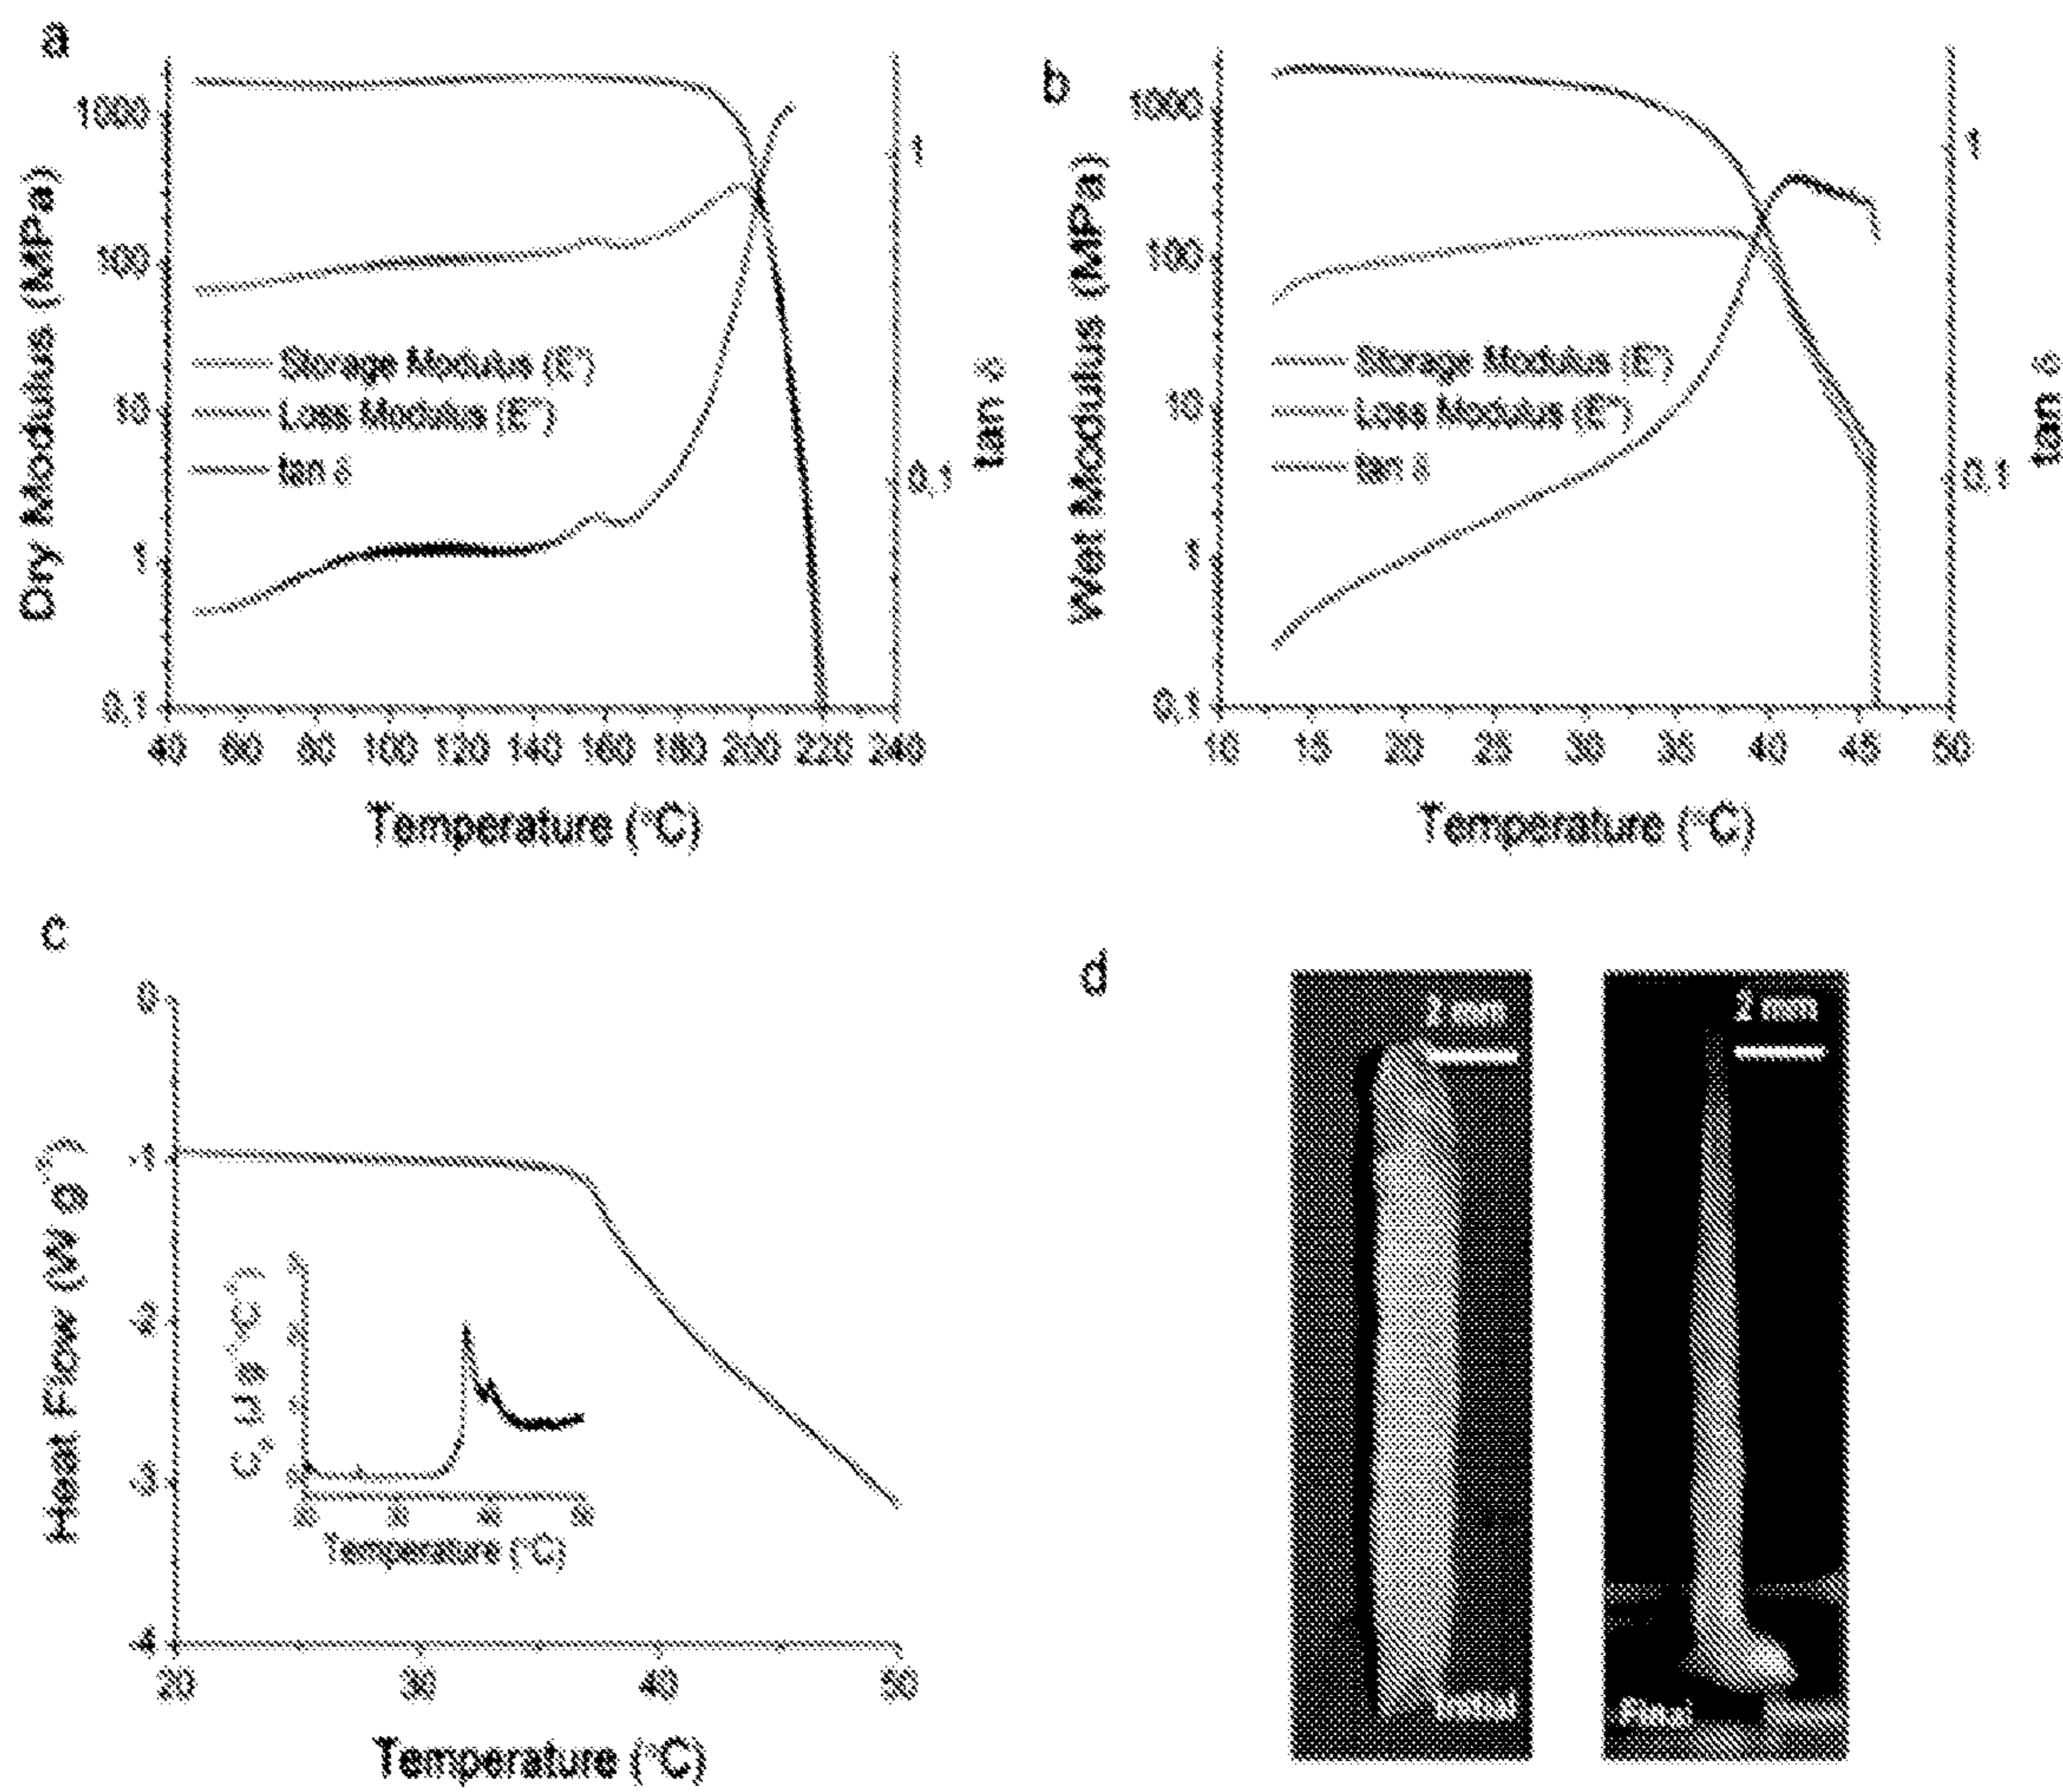 a
Dry Modulus (MPa)
1000
100
10
1
0,1
Storage Modulus (E')
Loss Modulus (E")
tan δ
1
0,1
tan δ
40 60 80 100 120 140 160 180 200 220 240
Temperature (°C)
b
Wet Modulus (MPa)
1000
100
10
1
0,1
Storage Modulus (E')
Loss Modulus (E")
tan δ
1
0,1
tan δ
10 15 20 25 30 35 40 45 50
Temperature (°C)
c
Heat Flow (W g⁻¹)
0
-1
-2
-3
-4
20 30 40 50
Temperature (°C)
Temperature (°C)
d
2 mm
Initial
2 mm
Final